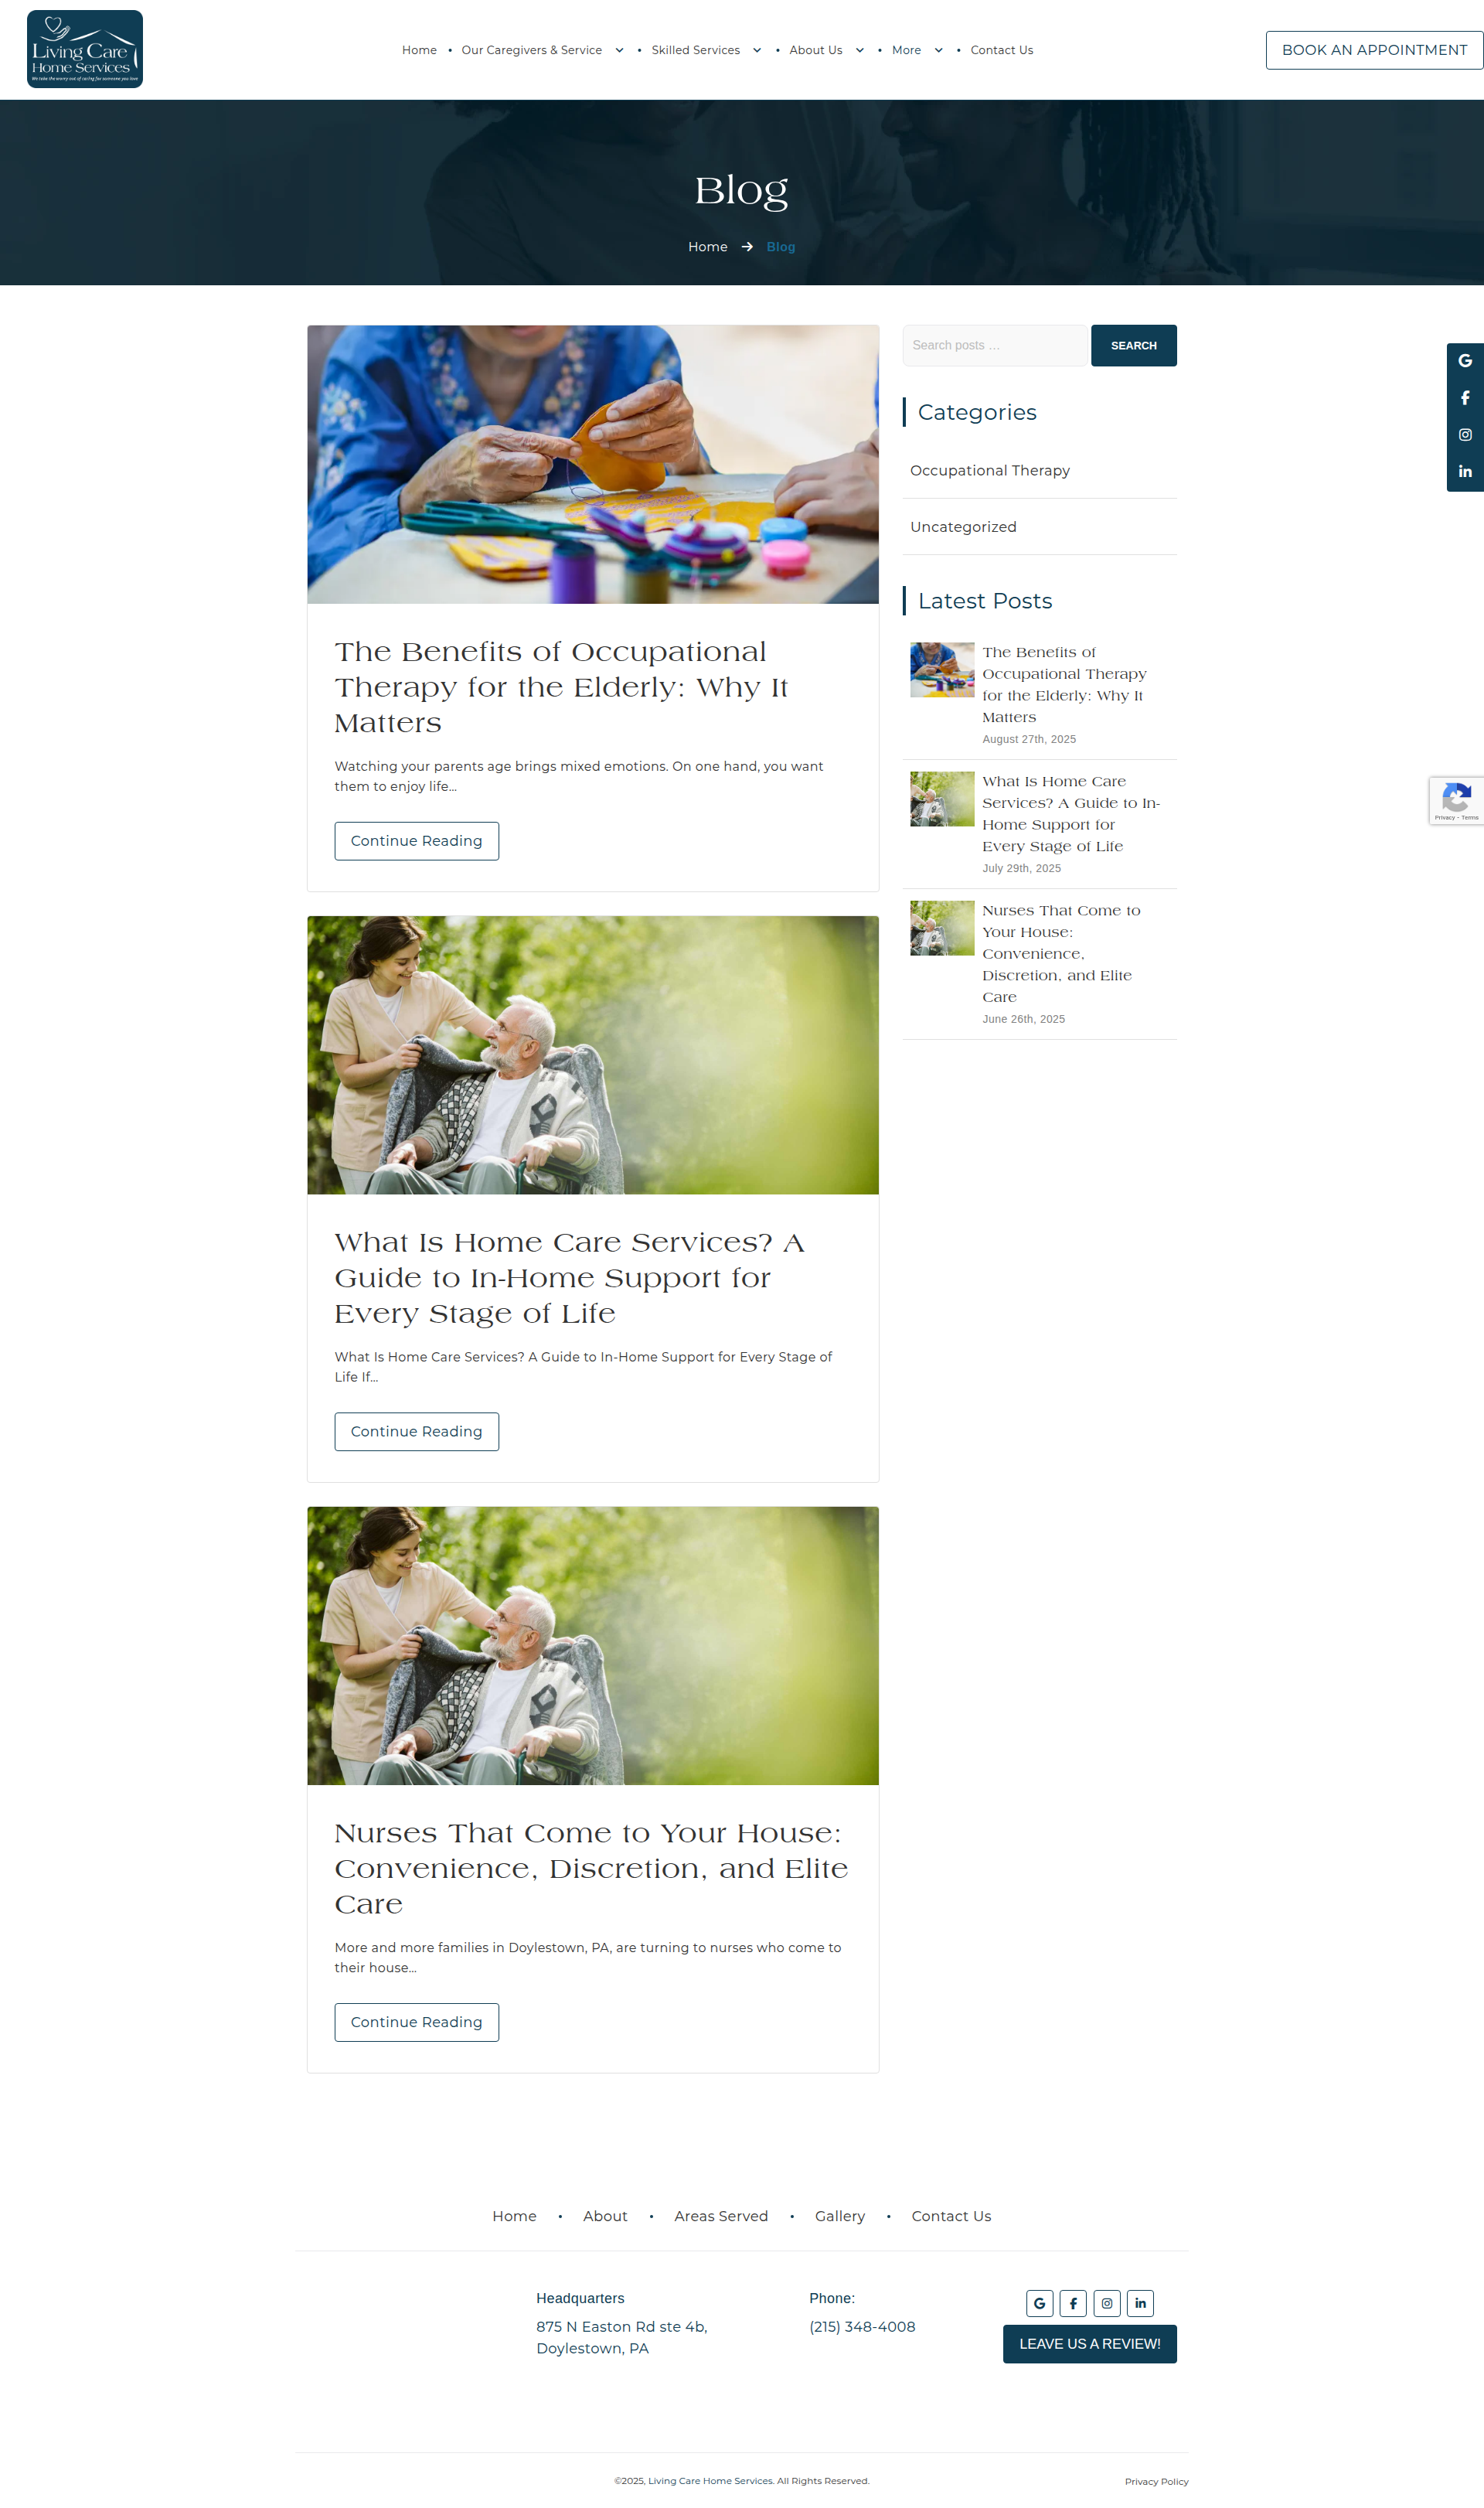 Living Care
Home Services
We take the worry out of caring for someone you love
Home • Our Caregivers & Service • Skilled Services • About Us • More • Contact Us
BOOK AN APPOINTMENT
Blog
Home → Blog
Search posts …
SEARCH
Categories
Occupational Therapy
Uncategorized
Latest Posts
The Benefits of
Occupational Therapy
for the Elderly: Why It
Matters
August 27th, 2025
What Is Home Care
Services? A Guide to In-
Home Support for
Every Stage of Life
July 29th, 2025
Nurses That Come to
Your House:
Convenience,
Discretion, and Elite
Care
June 26th, 2025
Privacy - Terms
The Benefits of Occupational
Therapy for the Elderly: Why It
Matters
Watching your parents age brings mixed emotions. On one hand, you want
them to enjoy life...
Continue Reading
What Is Home Care Services? A
Guide to In-Home Support for
Every Stage of Life
What Is Home Care Services? A Guide to In-Home Support for Every Stage of
Life If...
Continue Reading
Nurses That Come to Your House:
Convenience, Discretion, and Elite
Care
More and more families in Doylestown, PA, are turning to nurses who come to
their house...
Continue Reading
Home • About • Areas Served • Gallery • Contact Us
Headquarters
875 N Easton Rd ste 4b,
Doylestown, PA
Phone:
(215) 348-4008
LEAVE US A REVIEW!
©2025, Living Care Home Services. All Rights Reserved.
Privacy Policy